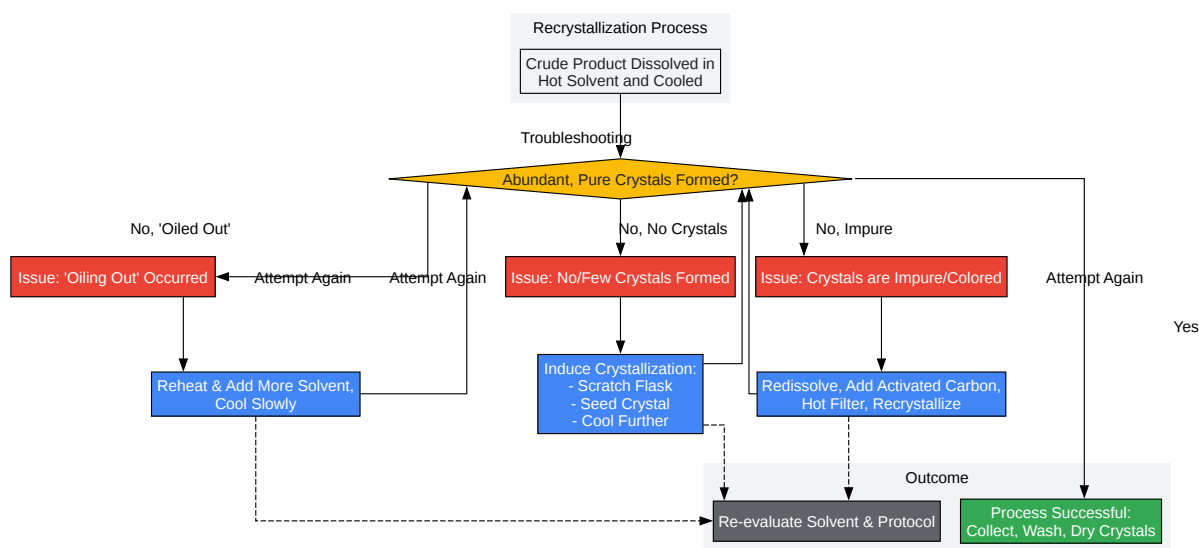 Recrystallization Process
Crude Product Dissolved in
Hot Solvent and Cooled
Troubleshooting
Abundant, Pure Crystals Formed?
No, 'Oiled Out'
No, No Crystals
No, Impure
Issue: 'Oiling Out' Occurred
Attempt Again
Attempt Again
Issue: No/Few Crystals Formed
Issue: Crystals are Impure/Colored
Attempt Again
Yes
Reheat & Add More Solvent,
Cool Slowly
Induce Crystallization:
- Scratch Flask
- Seed Crystal
- Cool Further
Redissolve, Add Activated Carbon,
Hot Filter, Recrystallize
Outcome
Re-evaluate Solvent & Protocol
Process Successful:
Collect, Wash, Dry Crystals